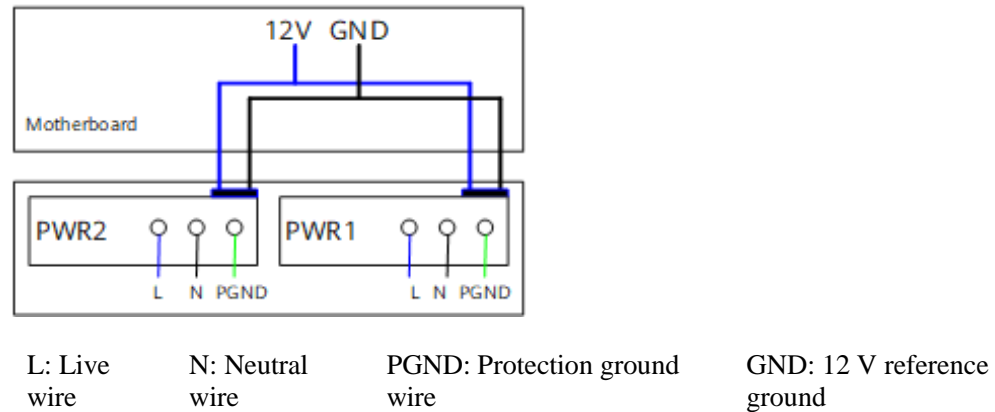 12V GND
Motherboard
PWR2
PWR1
L N PGND
L N PGND
L: Live wire
N: Neutral wire
PGND: Protection ground wire
GND: 12 V reference ground